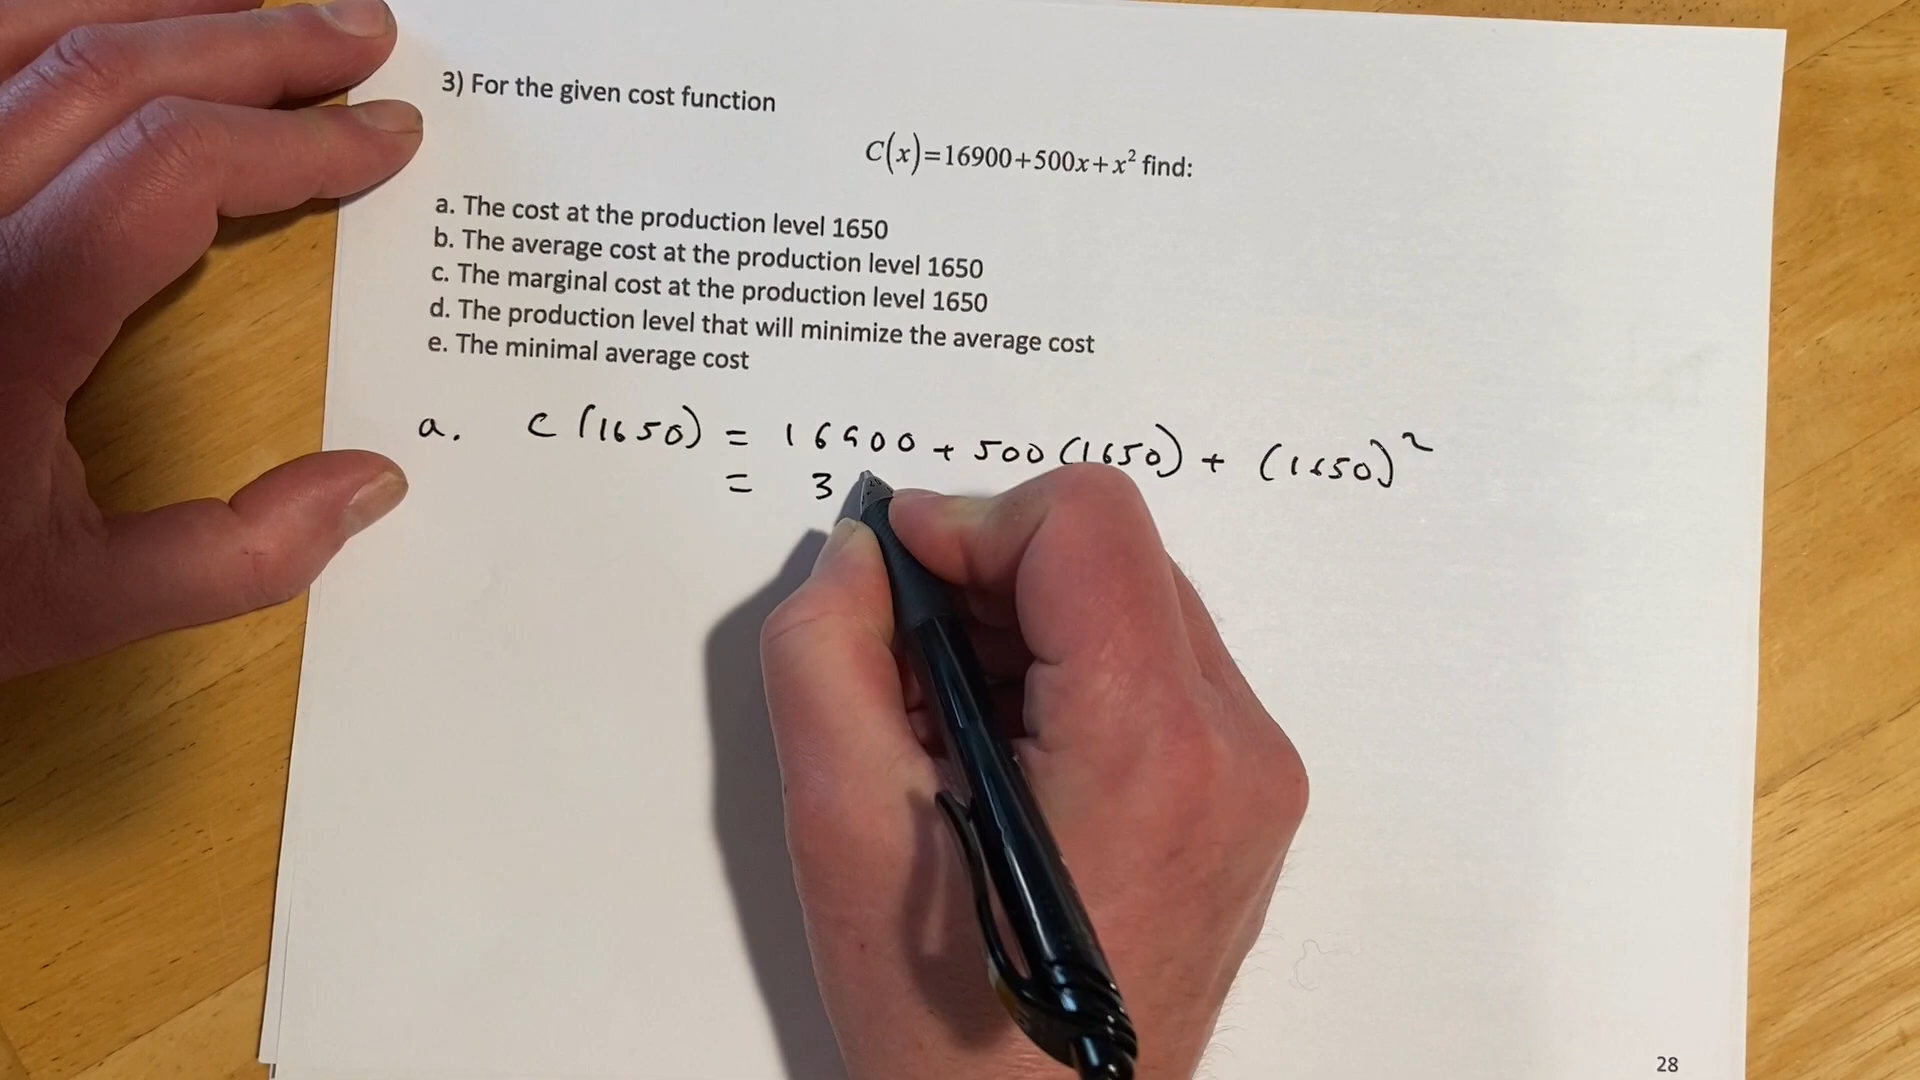 3) For the given cost function
C(x)=16900+500x+x² find:
a. The cost at the production level 1650
b. The average cost at the production level 1650
c. The marginal cost at the production level 1650
d. The production level that will minimize the average cost
e. The minimal average cost
a. C(1650) = 16900 + 500(1650) + (1650)²
= 3
28